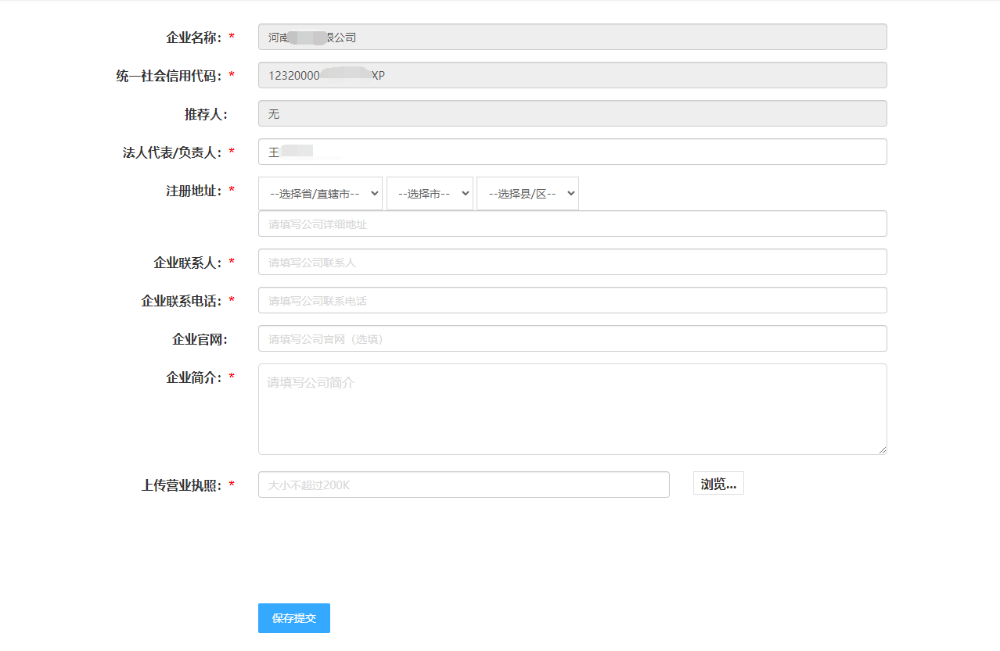 企业名称：* 河南 限公司
统一社会信用代码：* 12320000 XP
推荐人： 无
法人代表/负责人：* 王
注册地址：* --选择省/直辖市-- --选择市-- --选择县/区--
请填写公司详细地址
企业联系人：* 请填写公司联系人
企业联系电话：* 请填写公司联系电话
企业官网： 请填写公司官网（选填）
企业简介：* 请填写公司简介
上传营业执照：* 大小不超过200K 浏览...
保存提交